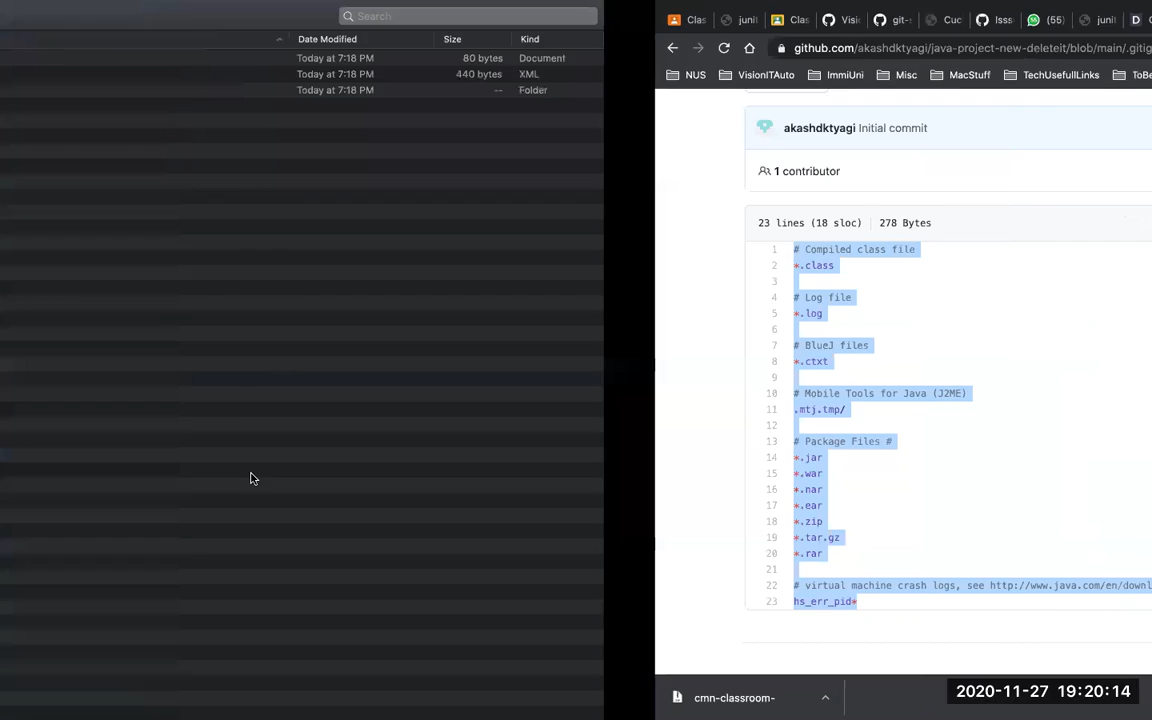 Search
Date Modified Size Kind
Today at 7:18 PM 80 bytes Document
Today at 7:18 PM 440 bytes XML
Today at 7:18 PM -- Folder
Clas junit Clas Visi git- Cuc Isss (55) junit D
github.com/akashdktyagi/java-project-new-deleteit/blob/main/.gitig
NUS VisionITAuto ImmiUni Misc MacStuff TechUsefullLinks ToBe
akashdktyagi Initial commit
1 contributor
23 lines (18 sloc) 278 Bytes
1 # Compiled class file
2 *.class
3
4 # Log file
5 *.log
6
7 # BlueJ files
8 *.ctxt
9
10 # Mobile Tools for Java (J2ME)
11 .mtj.tmp/
12
13 # Package Files #
14 *.jar
15 *.war
16 *.nar
17 *.ear
18 *.zip
19 *.tar.gz
20 *.rar
21
22 # virtual machine crash logs, see http://www.java.com/en/downl
23 hs_err_pid*
cmn-classroom-
2020-11-27 19:20:14